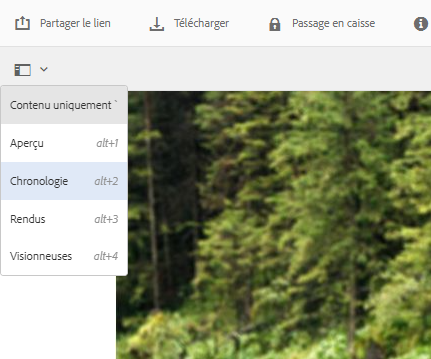 Partager le lien
Télécharger
Passage en caisse
Contenu uniquement `
Aperçu alt+1
Chronologie alt+2
Rendus alt+3
Visionneuses alt+4